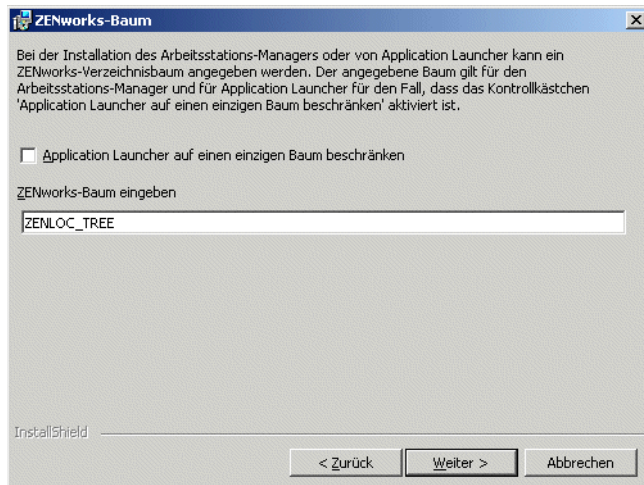 ZENworks-Baum
Bei der Installation des Arbeitsstations-Managers oder von Application Launcher kann ein
ZENworks-Verzeichnisbaum angegeben werden. Der angegebene Baum gilt für den
Arbeitsstations-Manager und für Application Launcher für den Fall, dass das Kontrollkästchen
'Application Launcher auf einen einzigen Baum beschränken' aktiviert ist.
Application Launcher auf einen einzigen Baum beschränken
ZENworks-Baum eingeben
ZENLOC_TREE
InstallShield
< Zurück Weiter > Abbrechen